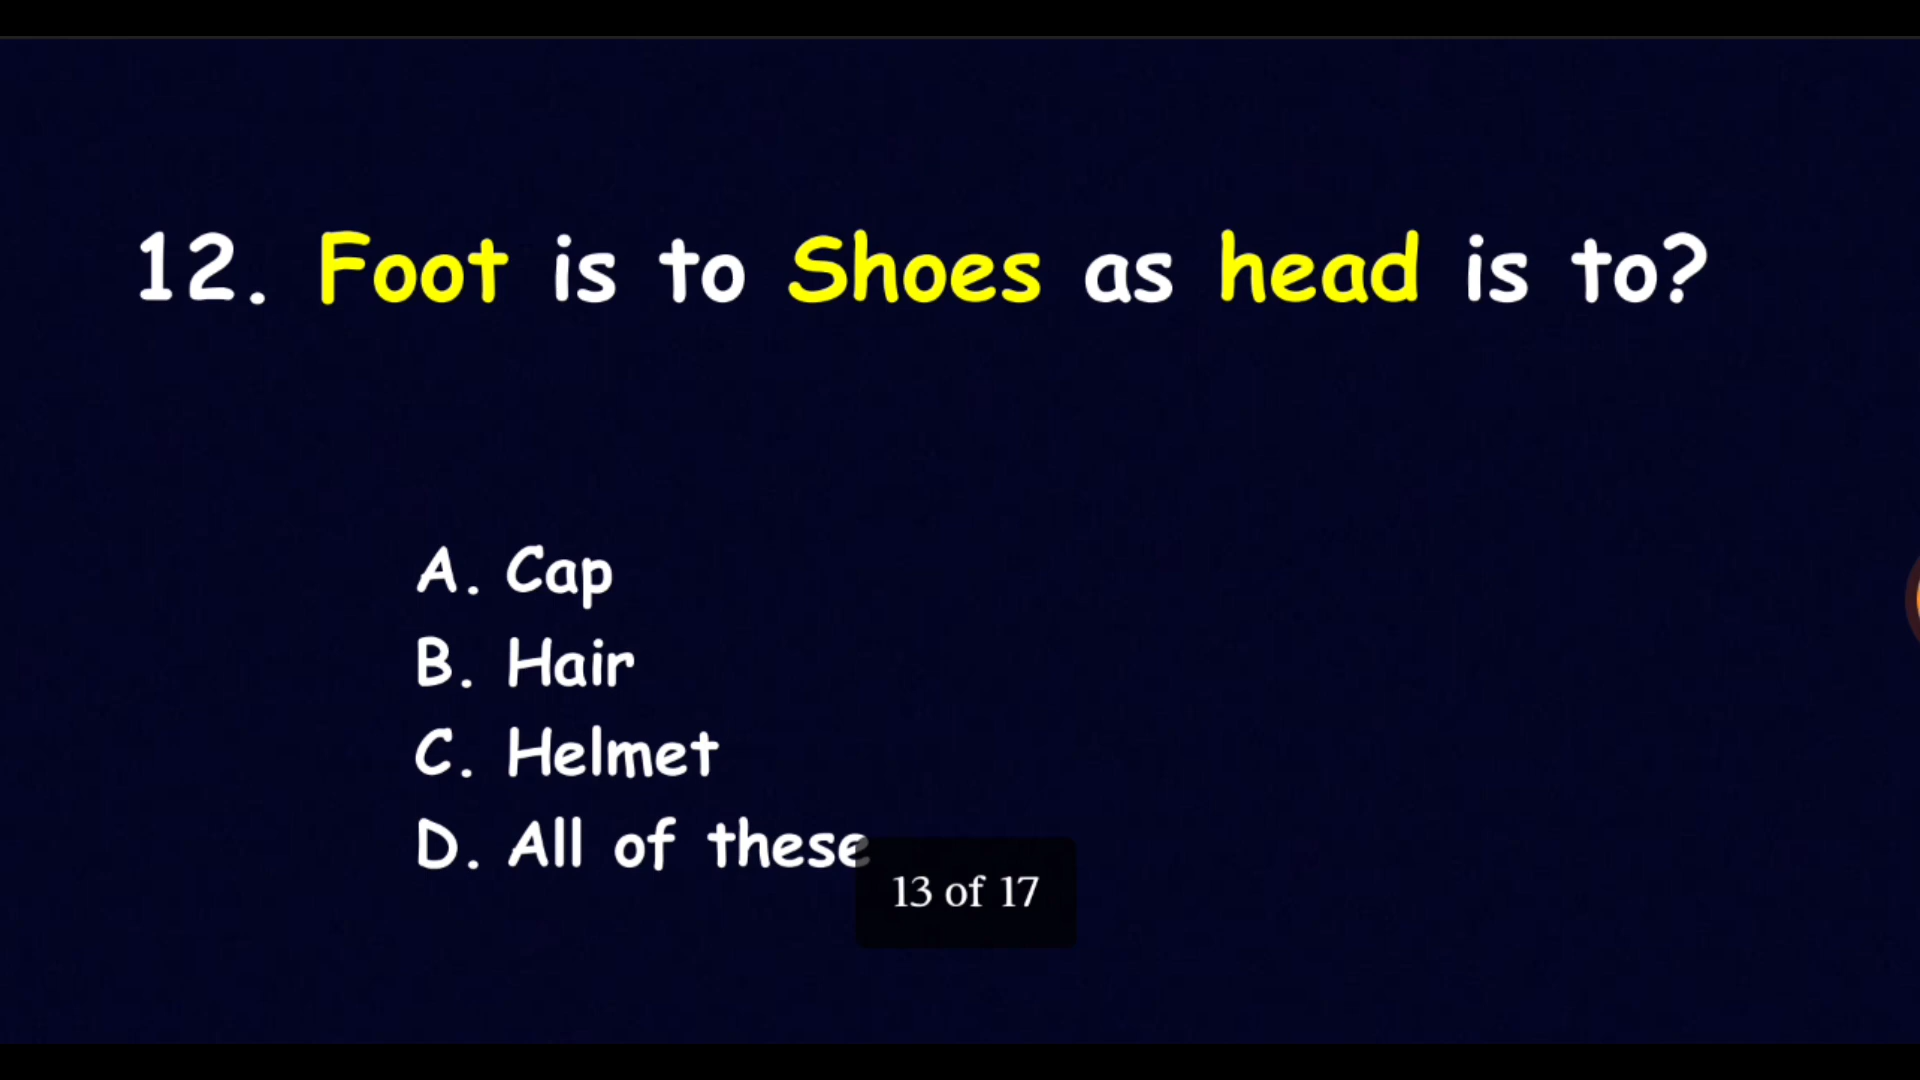 12. Foot is to Shoes as head is to?
A. Cap
B. Hair
C. Helmet
D. All of these
13 of 17